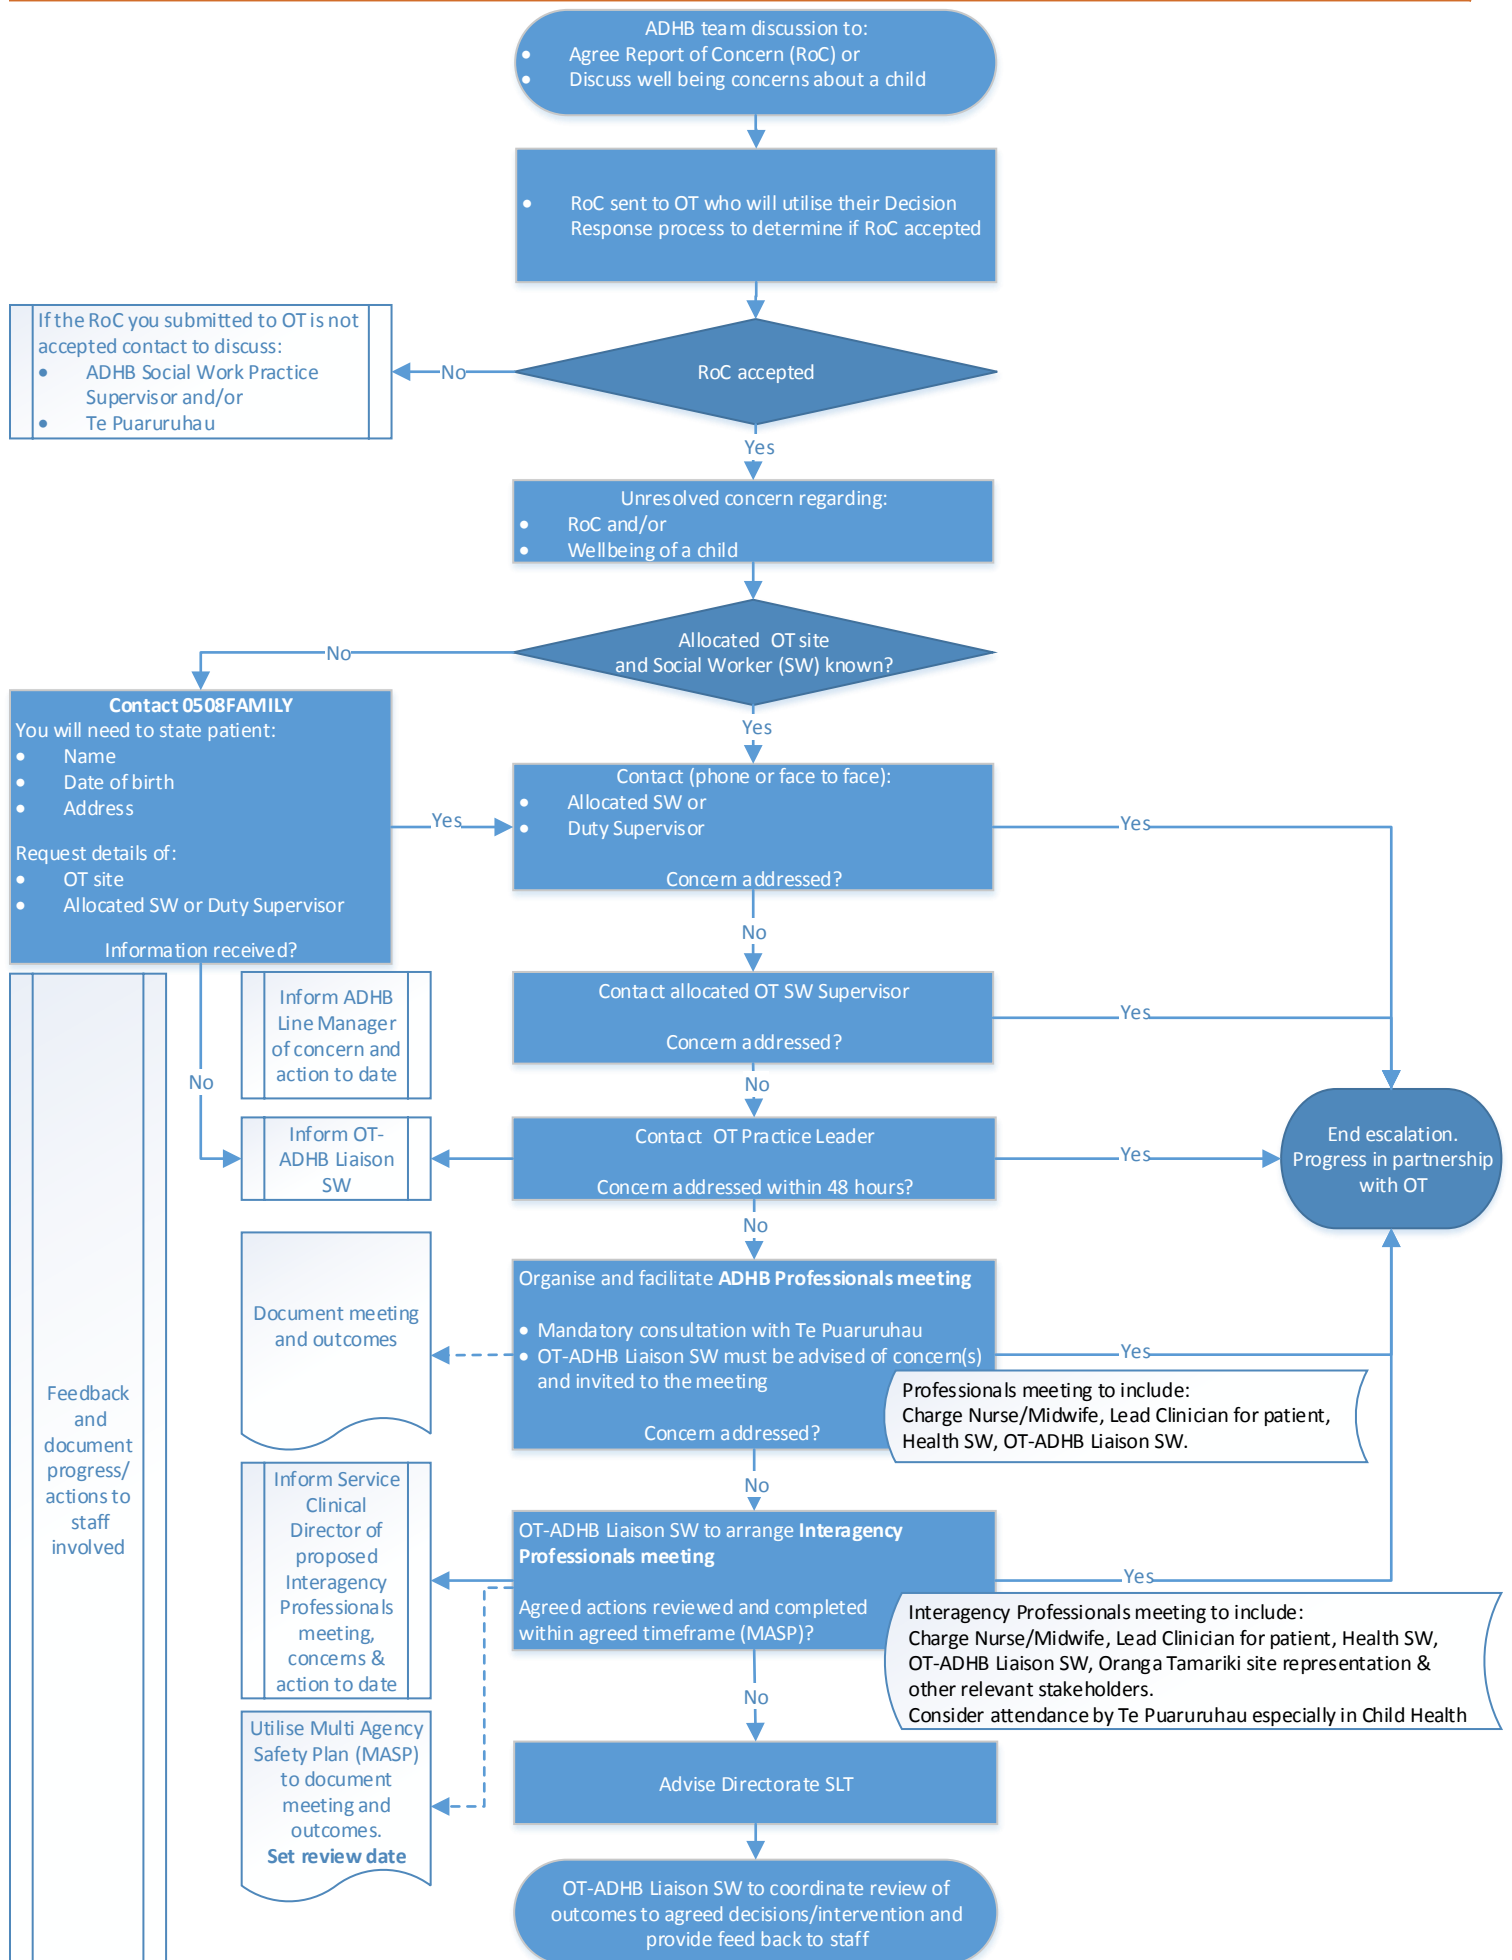 ADHB team discussion to:
• Agree Report of Concern (RoC) or
• Discuss well being concerns about a child
• RoC sent to OT who will utilise their Decision
Response process to determine if RoC accepted
If the RoC you submitted to OT is not
accepted contact to discuss:
• ADHB Social Work Practice
Supervisor and/or
• Te Puaruruhau
No
RoC accepted
Yes
Unresolved concern regarding:
• RoC and/or
• Wellbeing of a child
Allocated OT site
and Social Worker (SW) known?
No
Yes
Contact 0508FAMILY
You will need to state patient:
• Name
• Date of birth
• Address
Request details of:
• OT site
• Allocated SW or Duty Supervisor
Information received?
Yes
No
Contact (phone or face to face):
• Allocated SW or
• Duty Supervisor
Concern addressed?
Yes
No
Inform ADHB
Line Manager
of concern and
action to date
Contact allocated OT SW Supervisor
Concern addressed?
Yes
No
Inform OT-
ADHB Liaison
SW
Contact OT Practice Leader
Concern addressed within 48 hours?
Yes
No
End escalation.
Progress in partnership
with OT
Document meeting
and outcomes
Organise and facilitate ADHB Professionals meeting
• Mandatory consultation with Te Puaruruhau
• OT-ADHB Liaison SW must be advised of concern(s)
and invited to the meeting
Concern addressed?
Yes
No
Professionals meeting to include:
Charge Nurse/Midwife, Lead Clinician for patient,
Health SW, OT-ADHB Liaison SW.
Feedback
and
document
progress/
actions to
staff
involved
Inform Service
Clinical
Director of
proposed
Interagency
Professionals
meeting,
concerns &
action to date
OT-ADHB Liaison SW to arrange Interagency
Professionals meeting
Agreed actions reviewed and completed
within agreed timeframe (MASP)?
Yes
No
Interagency Professionals meeting to include:
Charge Nurse/Midwife, Lead Clinician for patient, Health SW,
OT-ADHB Liaison SW, Oranga Tamariki site representation &
other relevant stakeholders.
Consider attendance by Te Puaruruhau especially in Child Health
Utilise Multi Agency
Safety Plan (MASP)
to document
meeting and
outcomes.
Set review date
Advise Directorate SLT
OT-ADHB Liaison SW to coordinate review of
outcomes to agreed decisions/intervention and
provide feed back to staff